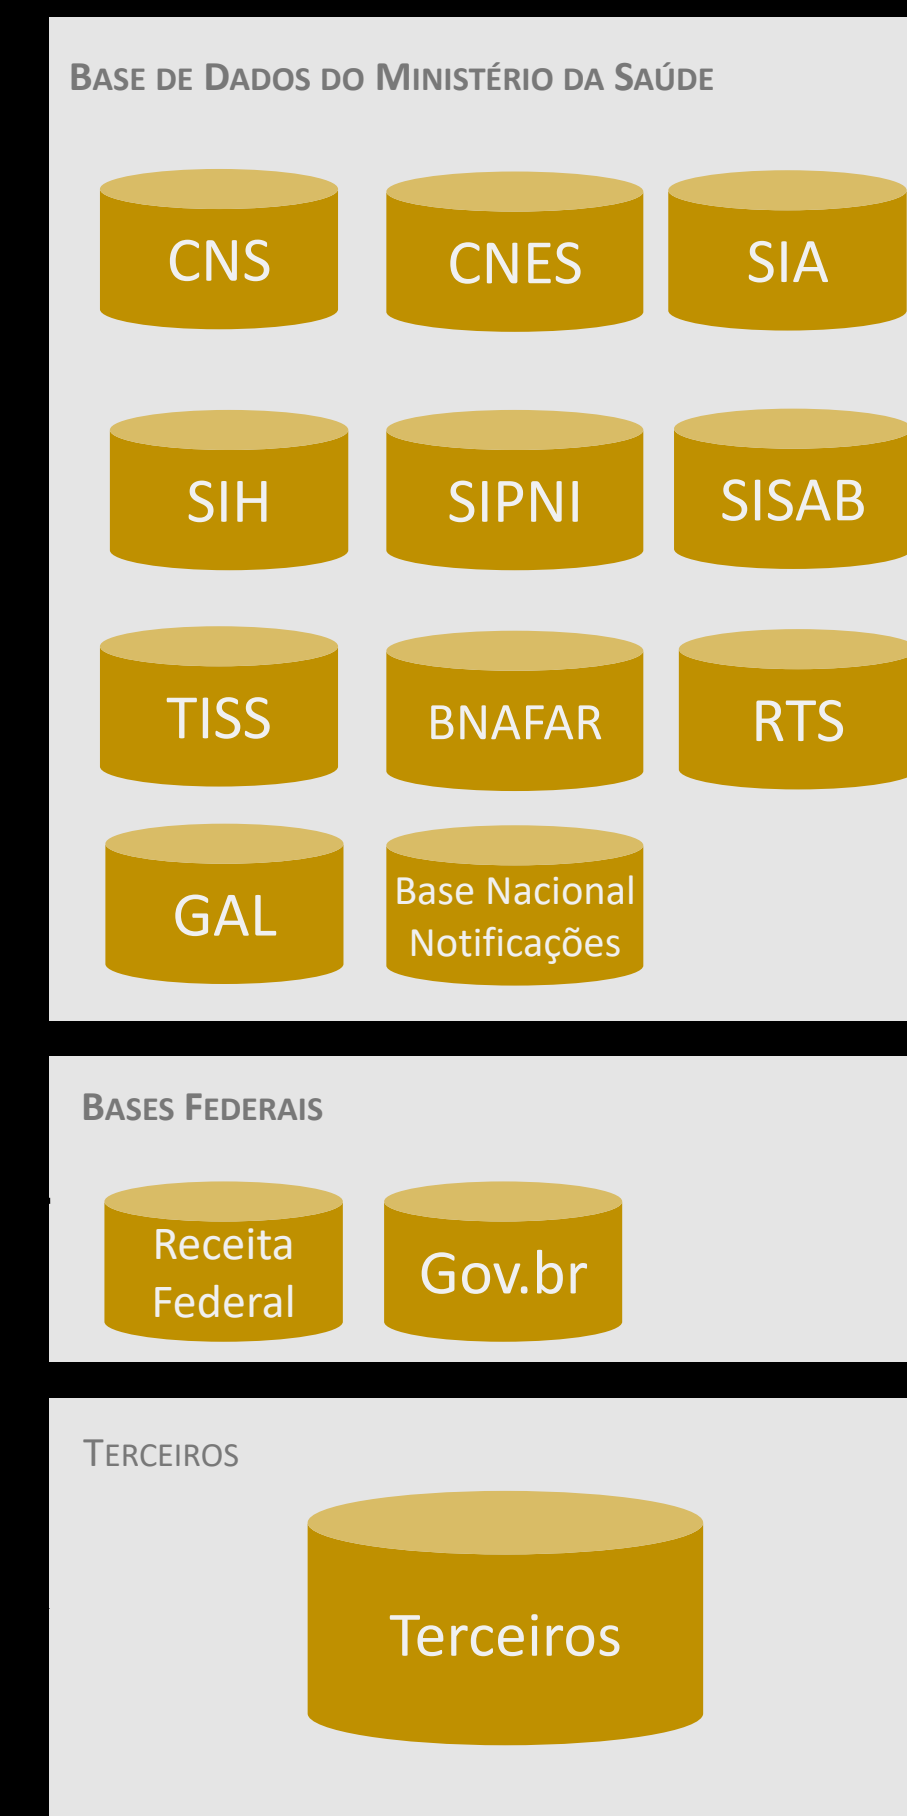 BASE DE DADOS DO MINISTÉRIO DA SAÚDE
CNS
CNES
SIA
SIH
SIPNI
SISAB
TISS
BNAFAR
RTS
GAL
Base Nacional
Notificações
BASES FEDERAIS
Receita
Federal
Gov.br
TERCEIROS
Terceiros